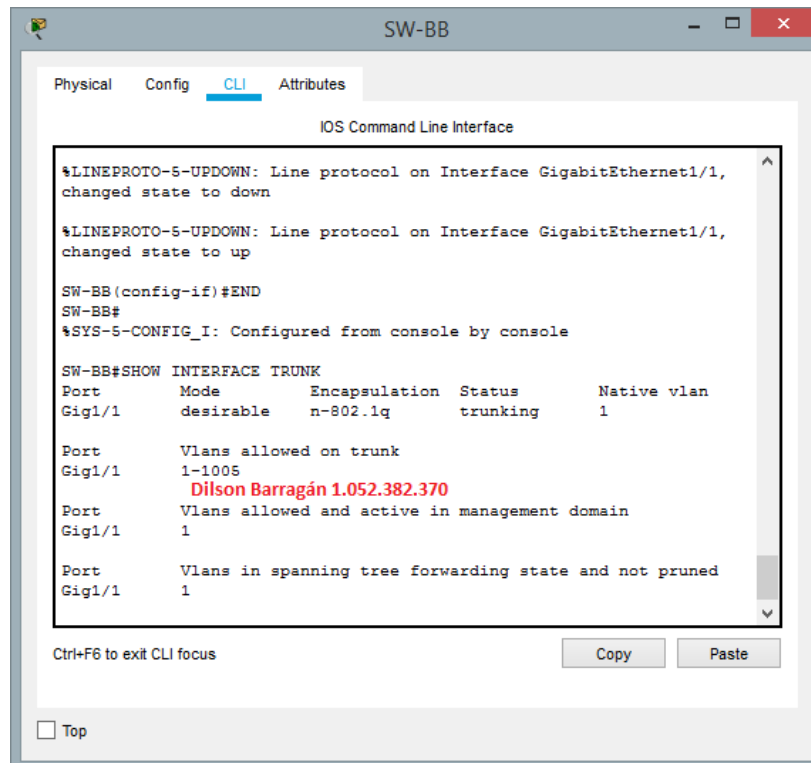 SW-BB
Physical Config CLI Attributes
IOS Command Line Interface
%LINEPROTO-5-UPDOWN: Line protocol on Interface GigabitEthernet1/1,
changed state to down
%LINEPROTO-5-UPDOWN: Line protocol on Interface GigabitEthernet1/1,
changed state to up
SW-BB(config-if)#END
SW-BB#
%SYS-5-CONFIG_I: Configured from console by console
SW-BB#SHOW INTERFACE TRUNK
Port Mode Encapsulation Status Native vlan
Gig1/1 desirable n-802.1q trunking 1
Port Vlans allowed on trunk
Gig1/1 1-1005
Dilson Barragán 1.052.382.370
Port Vlans allowed and active in management domain
Gig1/1 1
Port Vlans in spanning tree forwarding state and not pruned
Gig1/1 1
Ctrl+F6 to exit CLI focus Copy Paste
Top